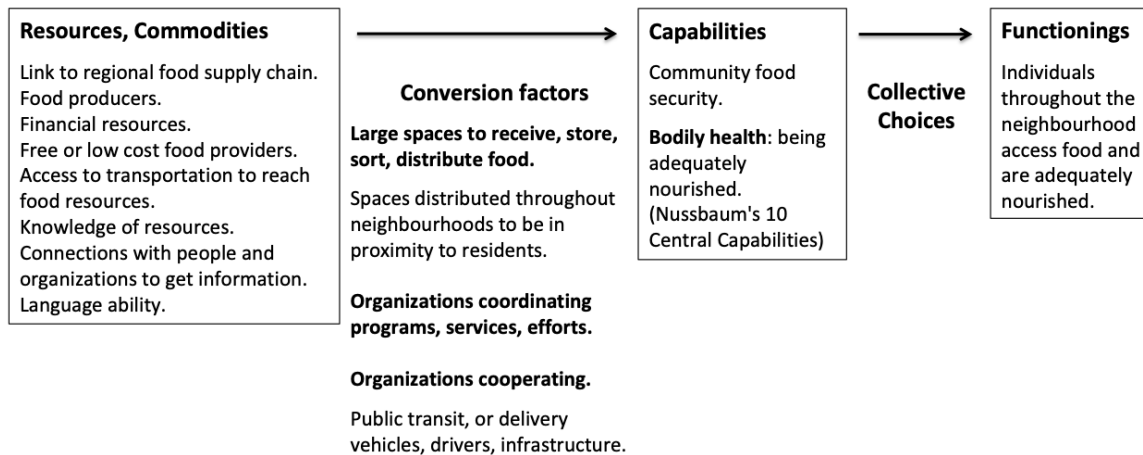 Resources, Commodities
Link to regional food supply chain.
Food producers.
Financial resources.
Free or low cost food providers.
Access to transportation to reach
food resources.
Knowledge of resources.
Connections with people and
organizations to get information.
Language ability.
Conversion factors
Large spaces to receive, store,
sort, distribute food.
Spaces distributed throughout
neighbourhoods to be in
proximity to residents.
Organizations coordinating
programs, services, efforts.
Organizations cooperating.
Public transit, or delivery
vehicles, drivers, infrastructure.
Capabilities
Community food
security.
Bodily health: being
adequately
nourished.
(Nussbaum's 10
Central Capabilities)
Collective
Choices
Functionings
Individuals
throughout the
neighbourhood
access food and
are adequately
nourished.